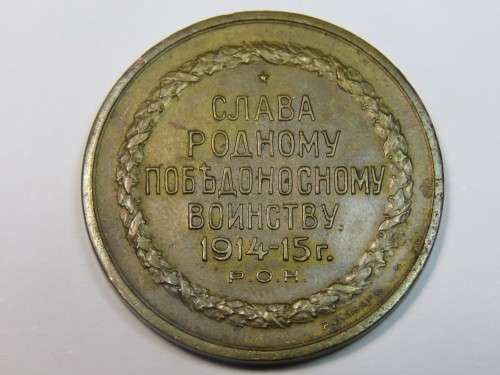 СЛАВА
РОДНОМУ
ПОБѢДОНОСНОМУ
ВОИНСТВУ.
1914-15 г.
Р.О.Н.